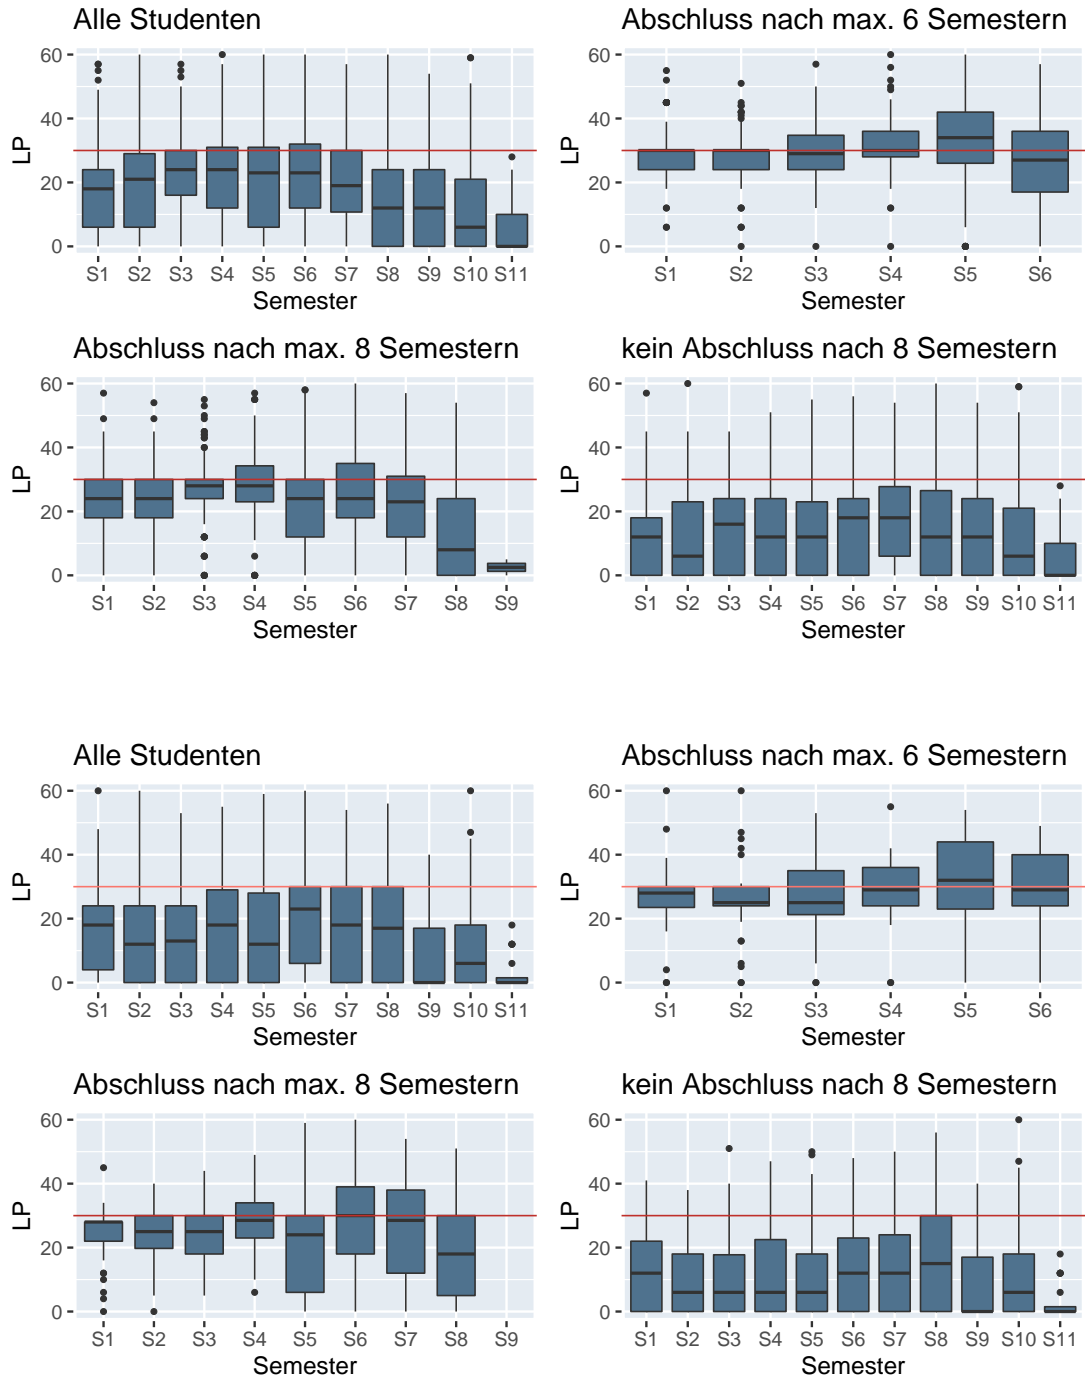 Alle Studenten
60
40
20
0
LP
S1 S2 S3 S4 S5 S6 S7 S8 S9 S10 S11
Semester
Abschluss nach max. 6 Semestern
60
40
20
0
LP
S1 S2 S3 S4 S5 S6
Semester
Abschluss nach max. 8 Semestern
60
40
20
0
LP
S1 S2 S3 S4 S5 S6 S7 S8 S9
Semester
kein Abschluss nach 8 Semestern
60
40
20
0
LP
S1 S2 S3 S4 S5 S6 S7 S8 S9 S10 S11
Semester
Alle Studenten
60
40
20
0
LP
S1 S2 S3 S4 S5 S6 S7 S8 S9 S10 S11
Semester
Abschluss nach max. 6 Semestern
60
40
20
0
LP
S1 S2 S3 S4 S5 S6
Semester
Abschluss nach max. 8 Semestern
60
40
20
0
LP
S1 S2 S3 S4 S5 S6 S7 S8 S9
Semester
kein Abschluss nach 8 Semestern
60
40
20
0
LP
S1 S2 S3 S4 S5 S6 S7 S8 S9 S10 S11
Semester